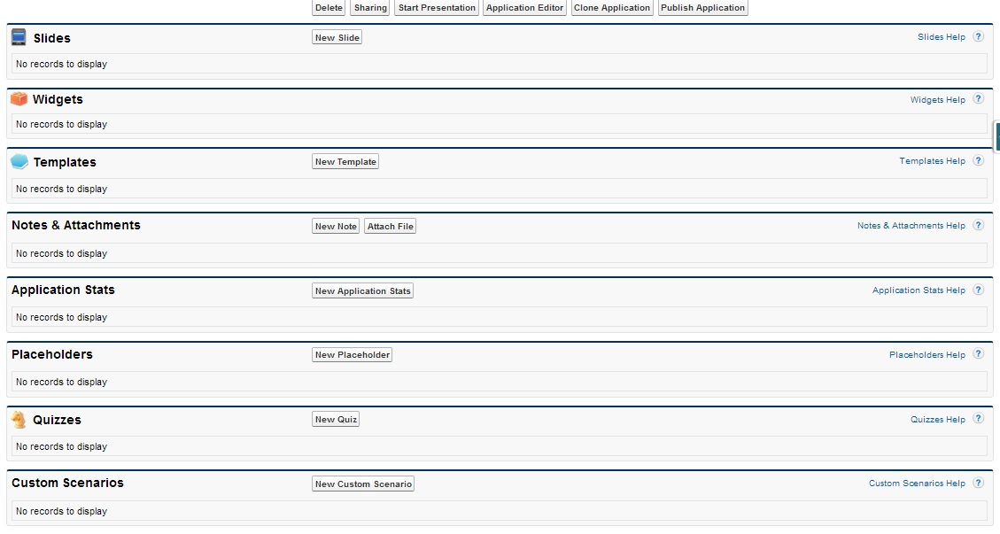 Delete Sharing Start Presentation Application Editor Clone Application Publish Application
Slides New Slide Slides Help ?
No records to display
Widgets Widgets Help ?
No records to display
Templates New Template Templates Help ?
No records to display
Notes & Attachments New Note Attach File Notes & Attachments Help ?
No records to display
Application Stats New Application Stats Application Stats Help ?
No records to display
Placeholders New Placeholder Placeholders Help ?
No records to display
Quizzes New Quiz Quizzes Help ?
No records to display
Custom Scenarios New Custom Scenario Custom Scenarios Help ?
No records to display